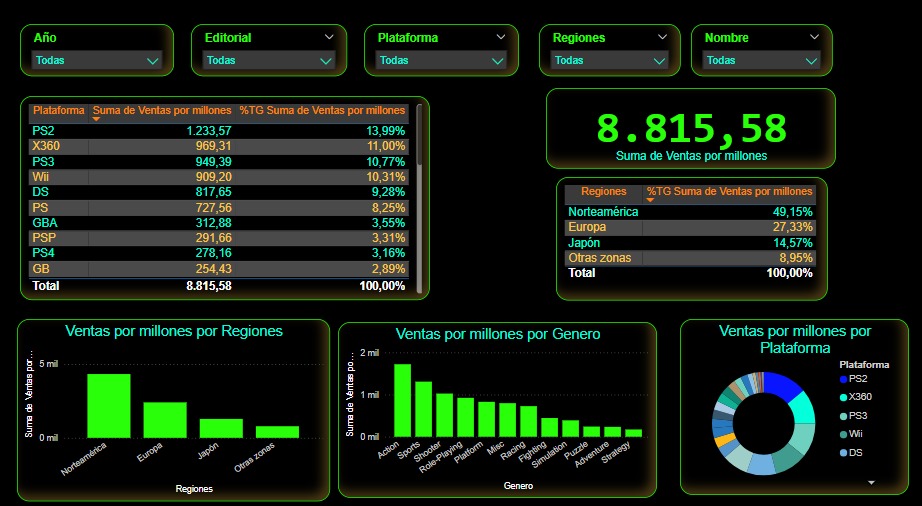 Año
Todas
Editorial
Todas
Plataforma
Todas
Regiones
Todas
Nombre
Todas
Plataforma Suma de Ventas por millones %TG Suma de Ventas por millones
PS2 1.233,57 13,99%
X360 969,31 11,00%
PS3 949,39 10,77%
Wii 909,20 10,31%
DS 817,65 9,28%
PS 727,56 8,25%
GBA 312,88 3,55%
PSP 291,66 3,31%
PS4 278,16 3,16%
GB 254,43 2,89%
Total 8.815,58 100,00%
8.815,58
Suma de Ventas por millones
Regiones %TG Suma de Ventas por millones
Norteamérica 49,15%
Europa 27,33%
Japón 14,57%
Otras zonas 8,95%
Total 100,00%
Ventas por millones por Regiones
Suma de Ventas por...
5 mil
0 mil
Norteamérica
Europa
Japón
Otras zonas
Regiones
Ventas por millones por Genero
Suma de Ventas po...
2 mil
1 mil
0 mil
Action
Sports
Shooter
Role-Playing
Platform
Misc
Racing
Fighting
Simulation
Puzzle
Adventure
Strategy
Genero
Ventas por millones por
Plataforma
Plataforma
PS2
X360
PS3
Wii
DS